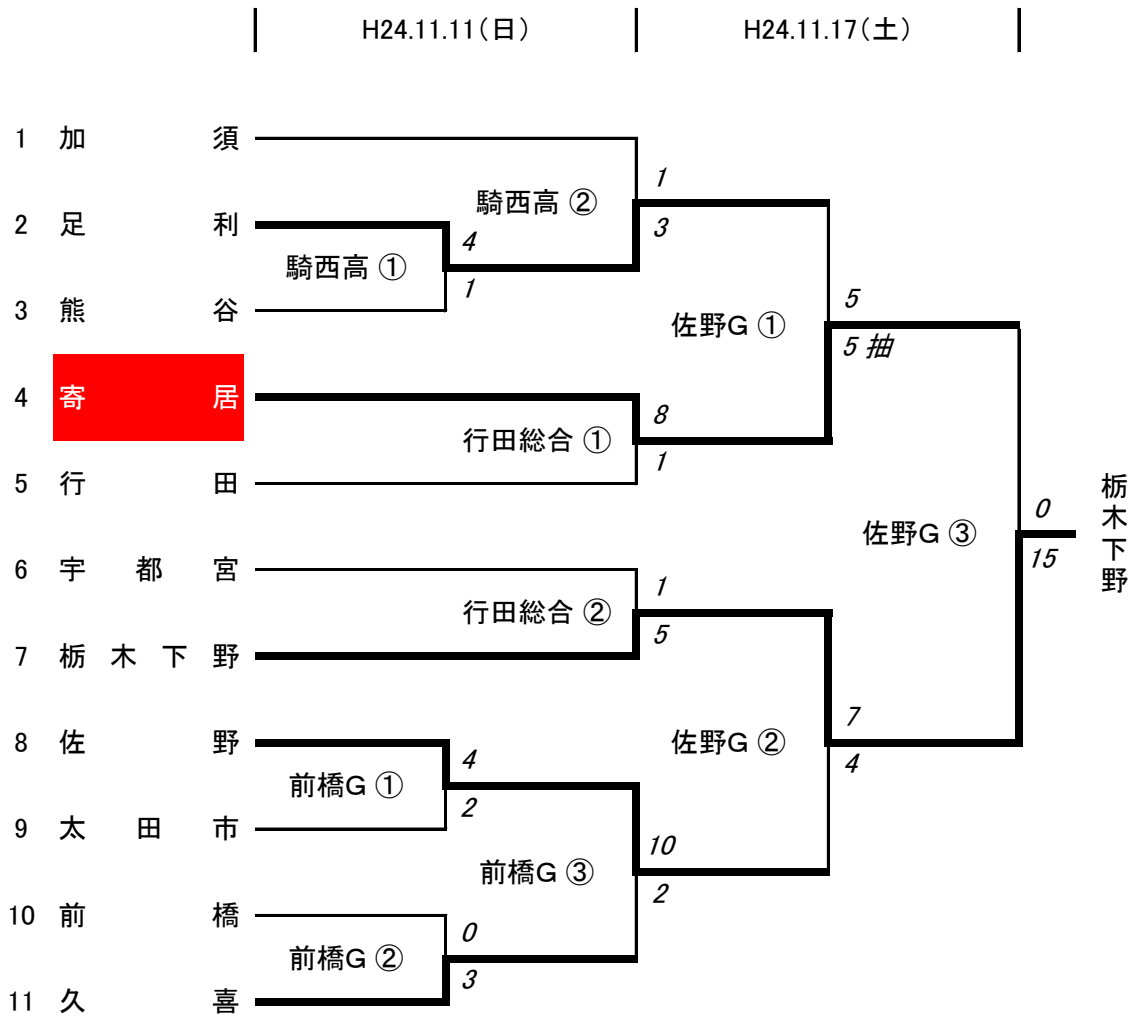 H24.11.11(日) H24.11.17(土)
1 加須
1
騎西高 ②
2 足利
3
4
騎西高 ①
1
3 熊谷
5
佐野G ①
5 抽
4 寄居
8
行田総合 ①
1
5 行田
栃木下野
0
佐野G ③
15
6 宇都宮
1
行田総合 ②
5
7 栃木下野
7
8 佐野
佐野G ②
4
4
前橋G ①
2
9 太田市
10
前橋G ③
2
10 前橋
0
前橋G ②
3
11 久喜